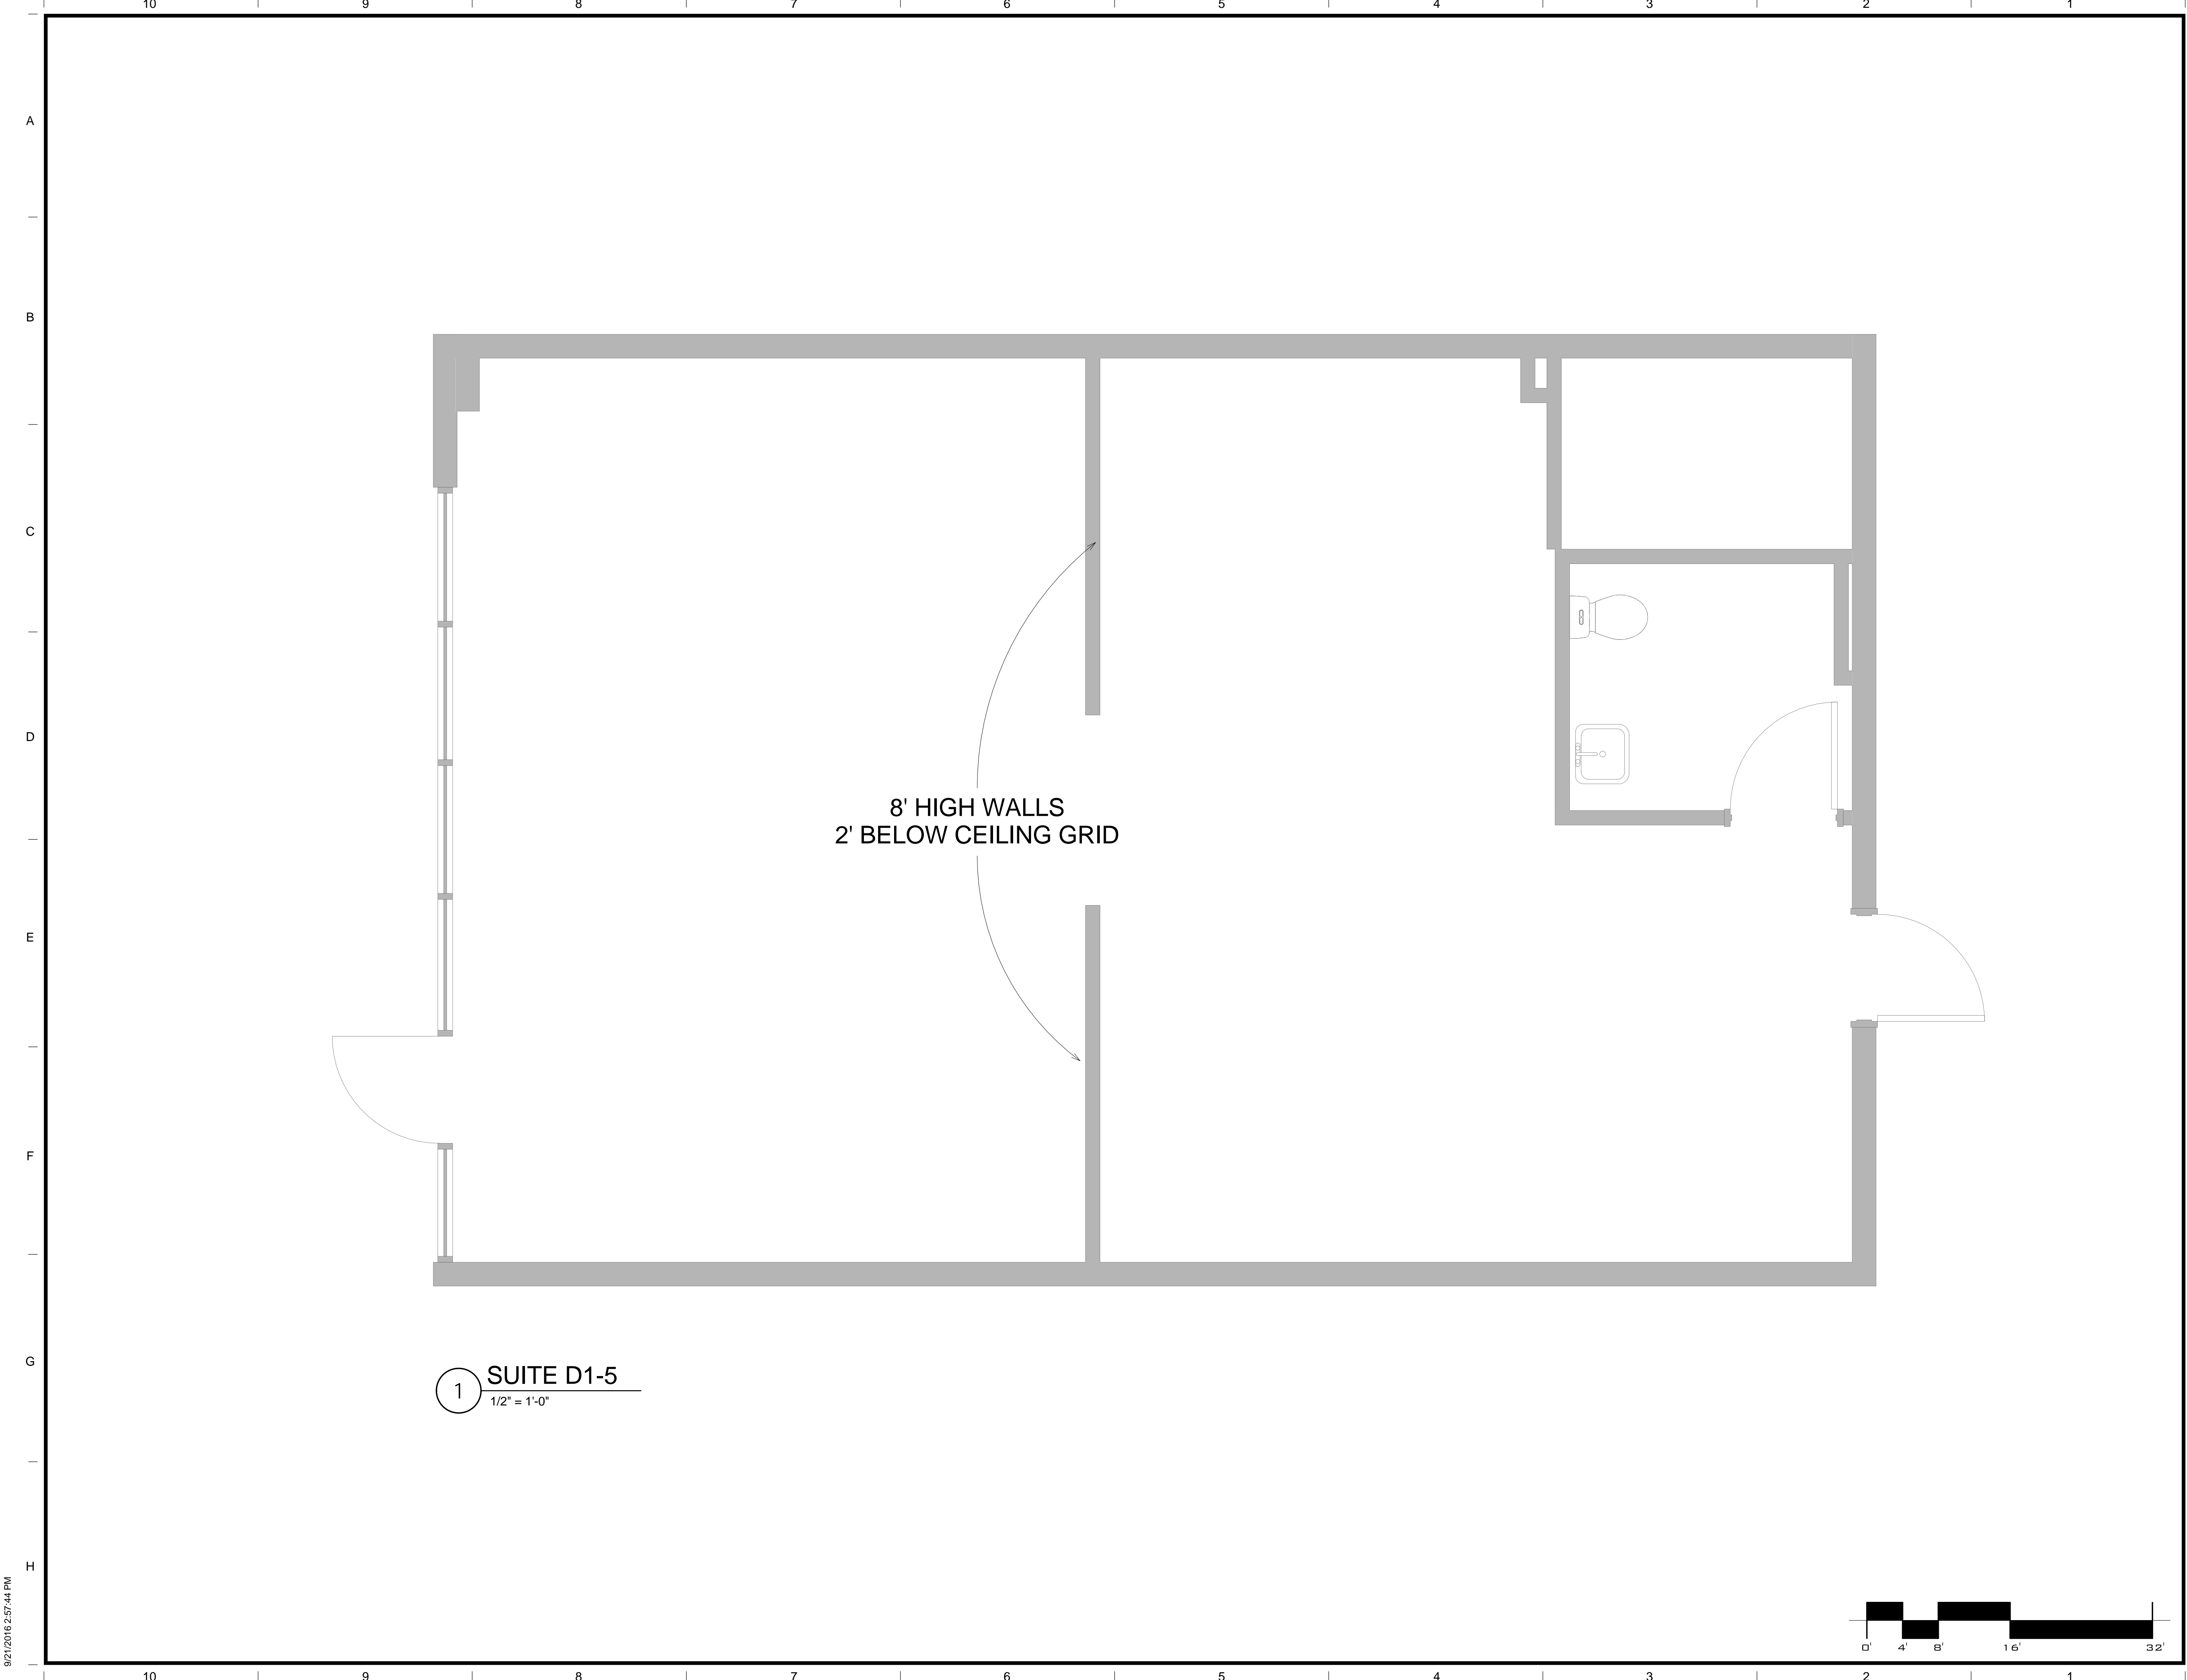 10 9 8 7 6 5 4 3 2 1
A
B
C
D
E
F
G
H
8' HIGH WALLS
2' BELOW CEILING GRID
1
SUITE D1-5
1/2" = 1'-0"
0' 4' 8' 16' 32'
9/21/2016 2:57:44 PM
10 9 8 7 6 5 4 3 2 1